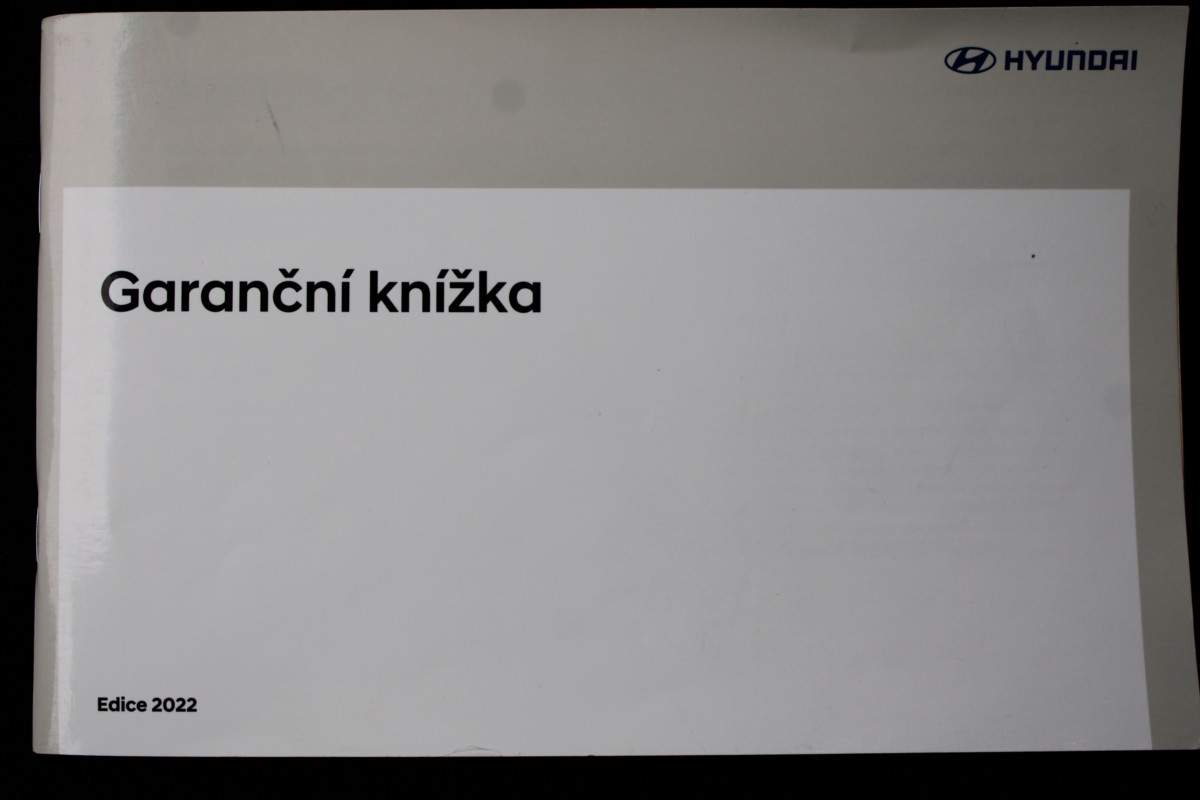 HYUNDAI
Garanční knížka
Edice 2022